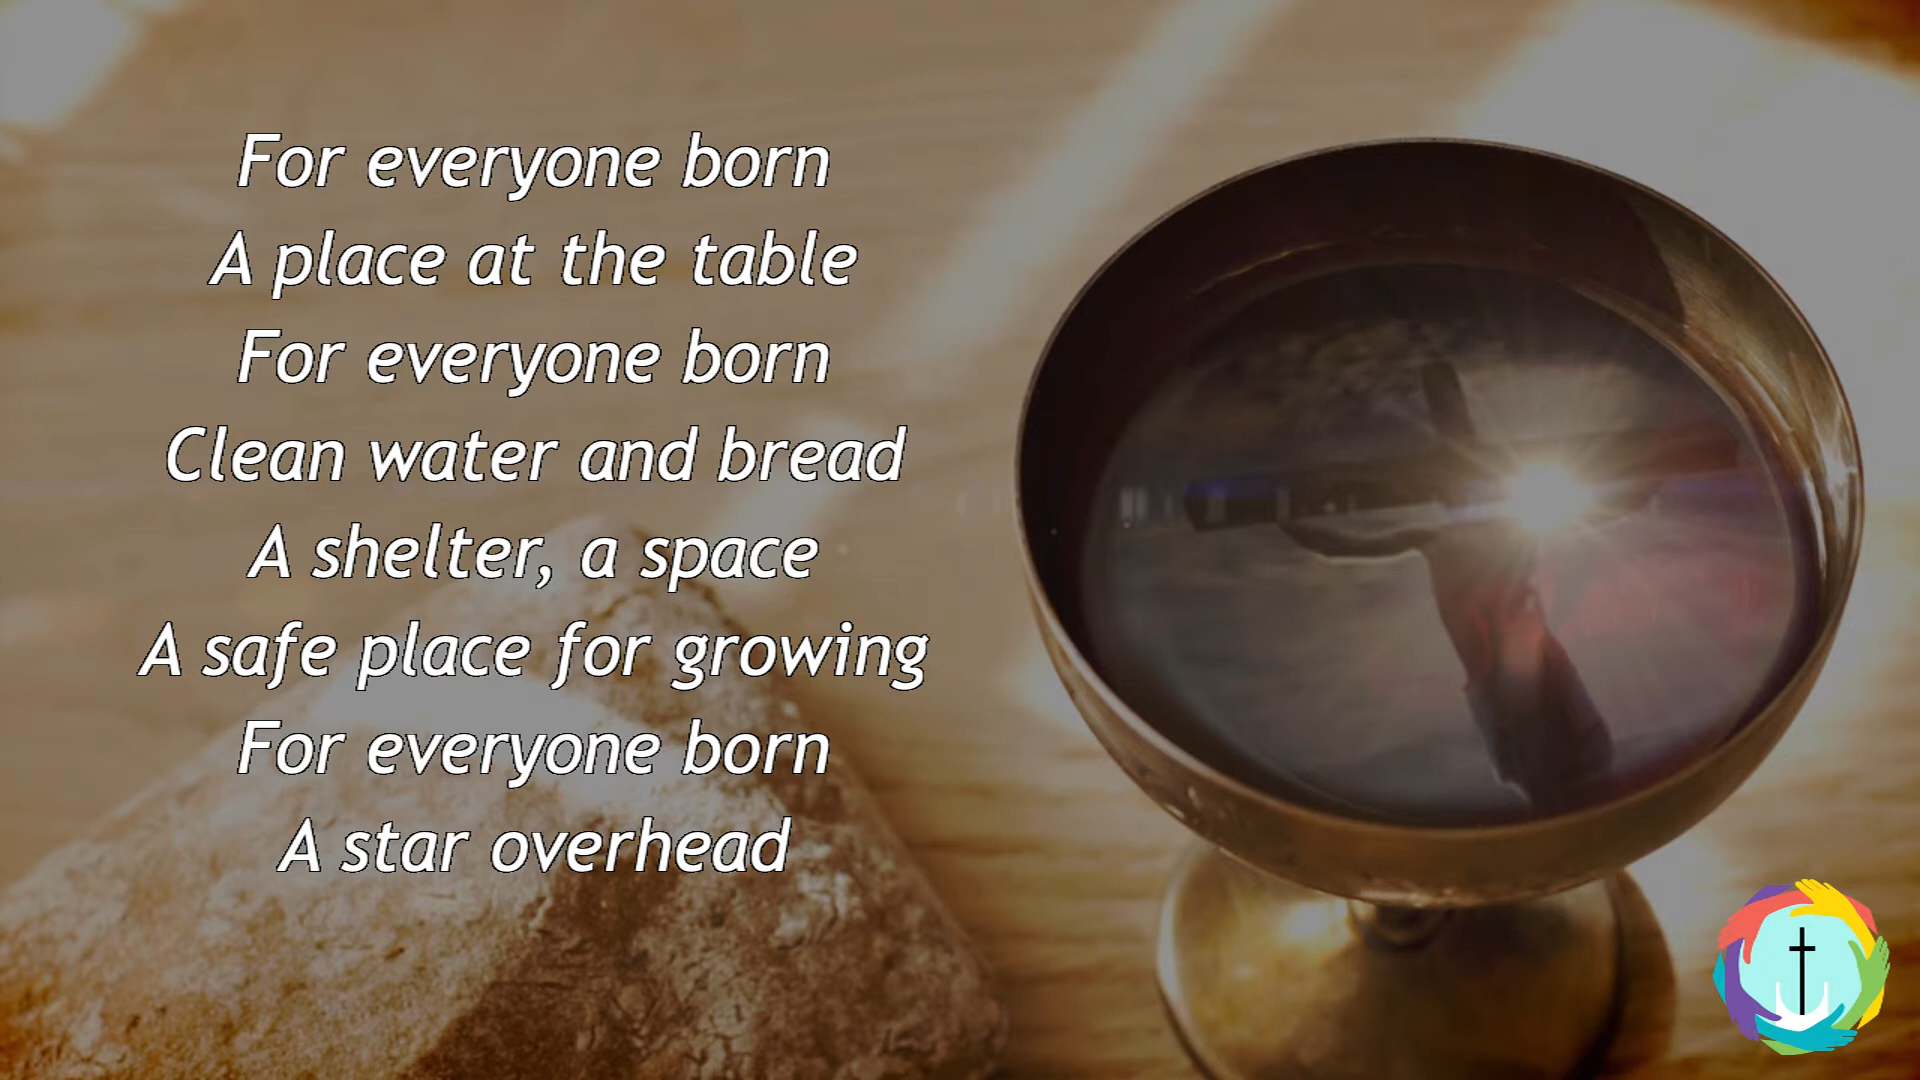 For everyone born
A place at the table
For everyone born
Clean water and bread
A shelter, a space
A safe place for growing
For everyone born
A star overhead